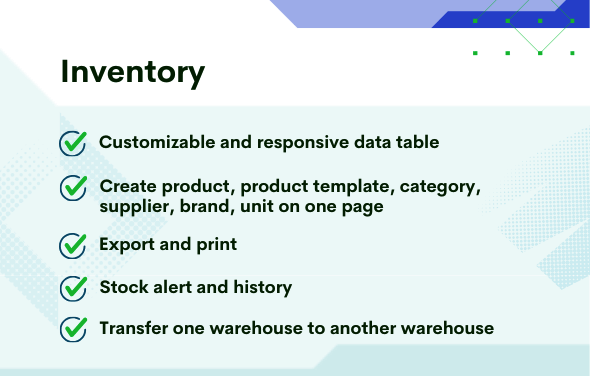 Inventory
Customizable and responsive data table
Create product, product template, category,
supplier, brand, unit on one page
Export and print
Stock alert and history
Transfer one warehouse to another warehouse